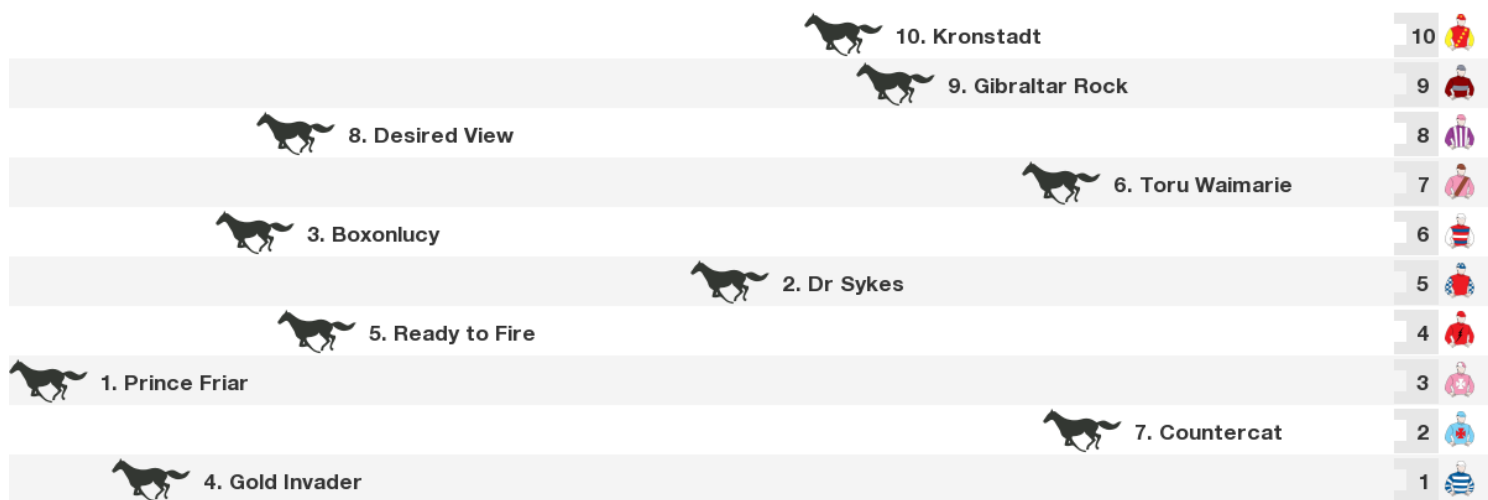 10. Kronstadt 10
9. Gibraltar Rock 9
8. Desired View 8
6. Toru Waimarie 7
3. Boxonlucy 6
2. Dr Sykes 5
5. Ready to Fire 4
1. Prince Friar 3
7. Countercat 2
4. Gold Invader 1